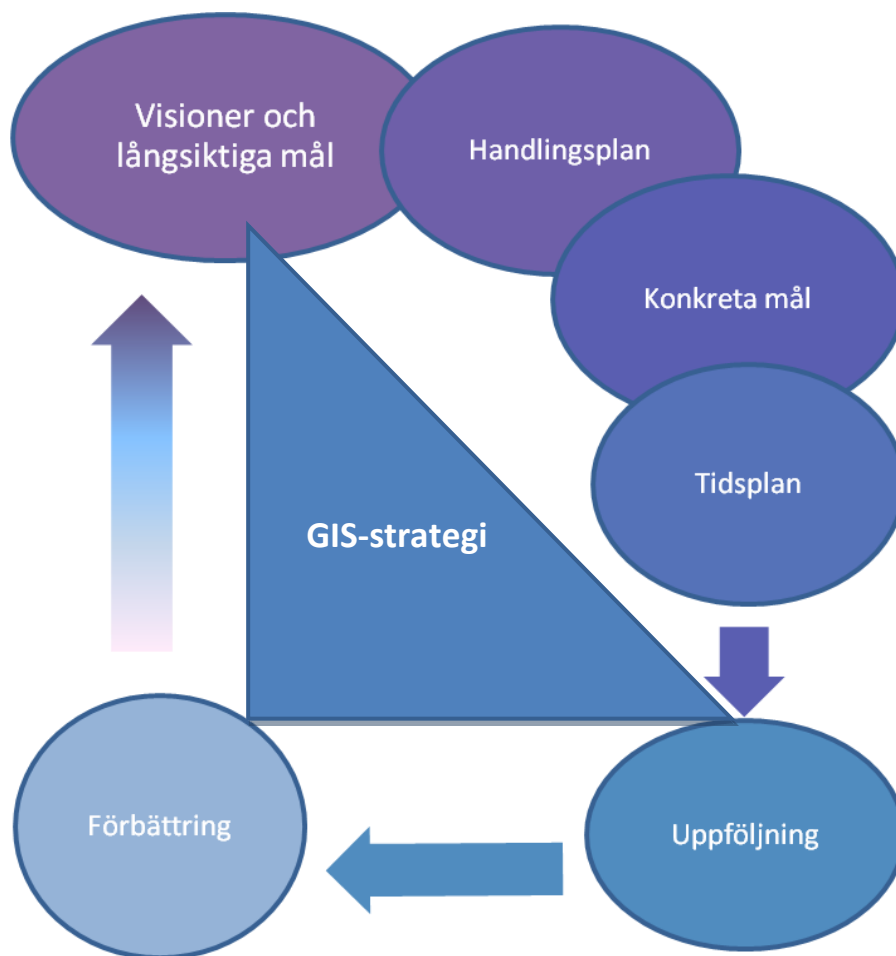 Visioner och
långsiktiga mål
Handlingsplan
Konkreta mål
Tidsplan
GIS-strategi
Förbättring
Uppföljning